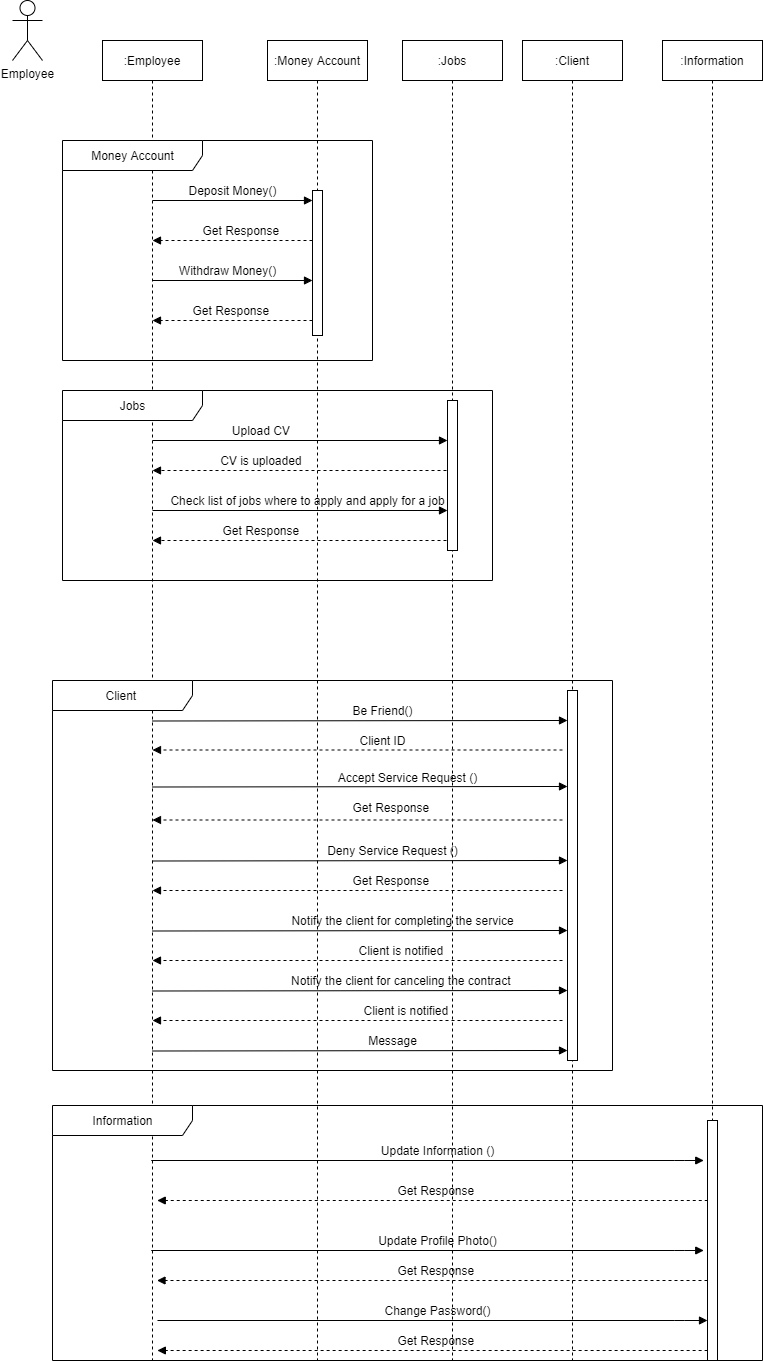 Employee
:Employee
:Money Account
:Jobs
:Client
:Information
Money Account
Deposit Money()
Get Response
Withdraw Money()
Get Response
Jobs
Upload CV
CV is uploaded
Check list of jobs where to apply and apply for a job
Get Response
Client
Be Friend()
Client ID
Accept Service Request ()
Get Response
Deny Service Request ()
Get Response
Notify the client for completing the service
Client is notified
Notify the client for canceling the contract
Client is notified
Message
Information
Update Information ()
Get Response
Update Profile Photo()
Get Response
Change Password()
Get Response